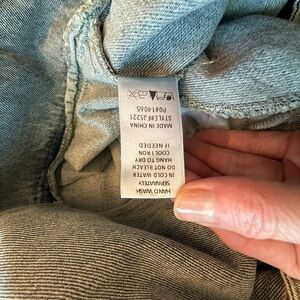 HAND WASH
SEPARATELY
IN COLD WATER
DO NOT BLEACH
HANG TO DRY
COOL IRON
IF NEEDED
MADE IN CHINA
STYLE#FJ5221
PO#14065